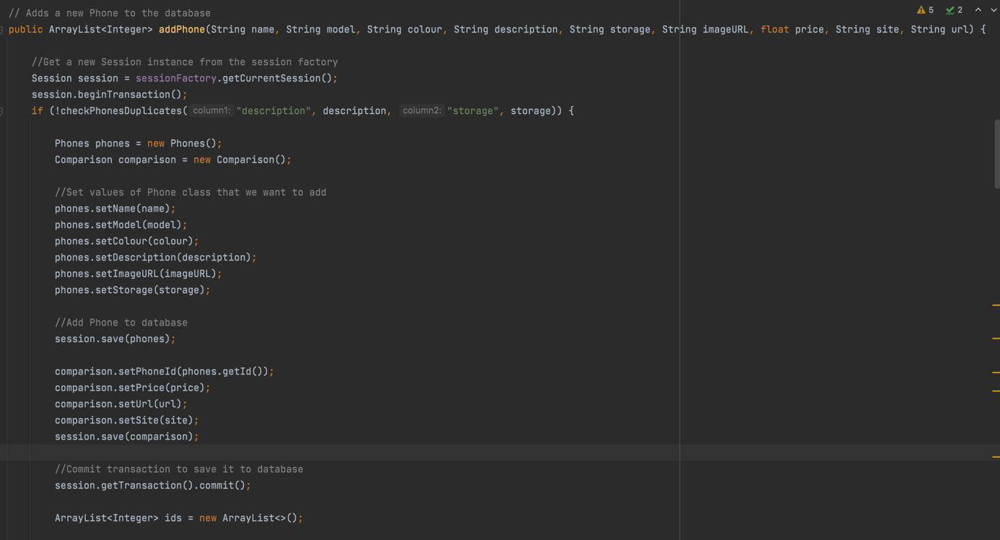 // Adds a new Phone to the database
5 2
public ArrayList<Integer> addPhone(String name, String model, String colour, String description, String storage, String imageURL, float price, String site, String url) {
//Get a new Session instance from the session factory
Session session = sessionFactory.getCurrentSession();
session.beginTransaction();
if (!checkPhonesDuplicates( column1: "description", description, column2: "storage", storage)) {
Phones phones = new Phones();
Comparison comparison = new Comparison();
//Set values of Phone class that we want to add
phones.setName(name);
phones.setModel(model);
phones.setColour(colour);
phones.setDescription(description);
phones.setImageURL(imageURL);
phones.setStorage(storage);
//Add Phone to database
session.save(phones);
comparison.setPhoneId(phones.getId());
comparison.setPrice(price);
comparison.setUrl(url);
comparison.setSite(site);
session.save(comparison);
//Commit transaction to save it to database
session.getTransaction().commit();
ArrayList<Integer> ids = new ArrayList<>();